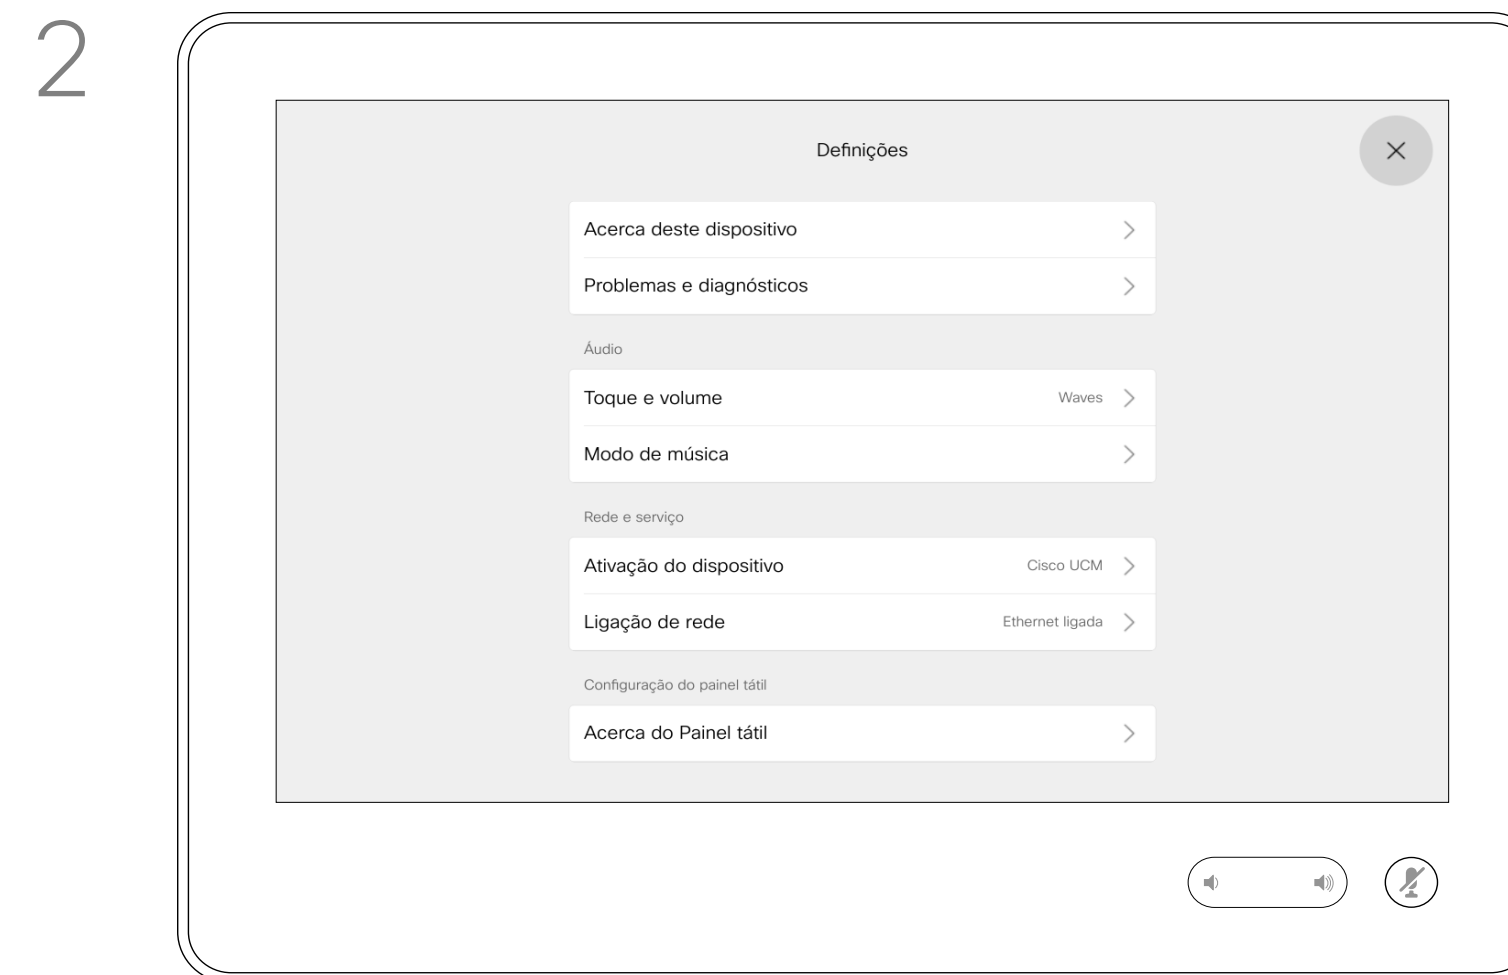 2
Definições
Acerca deste dispositivo
Problemas e diagnósticos
Áudio
Toque e volume Waves
Modo de música
Rede e serviço
Ativação do dispositivo Cisco UCM
Ligação de rede Ethernet ligada
Configuração do painel tátil
Acerca do Painel tátil